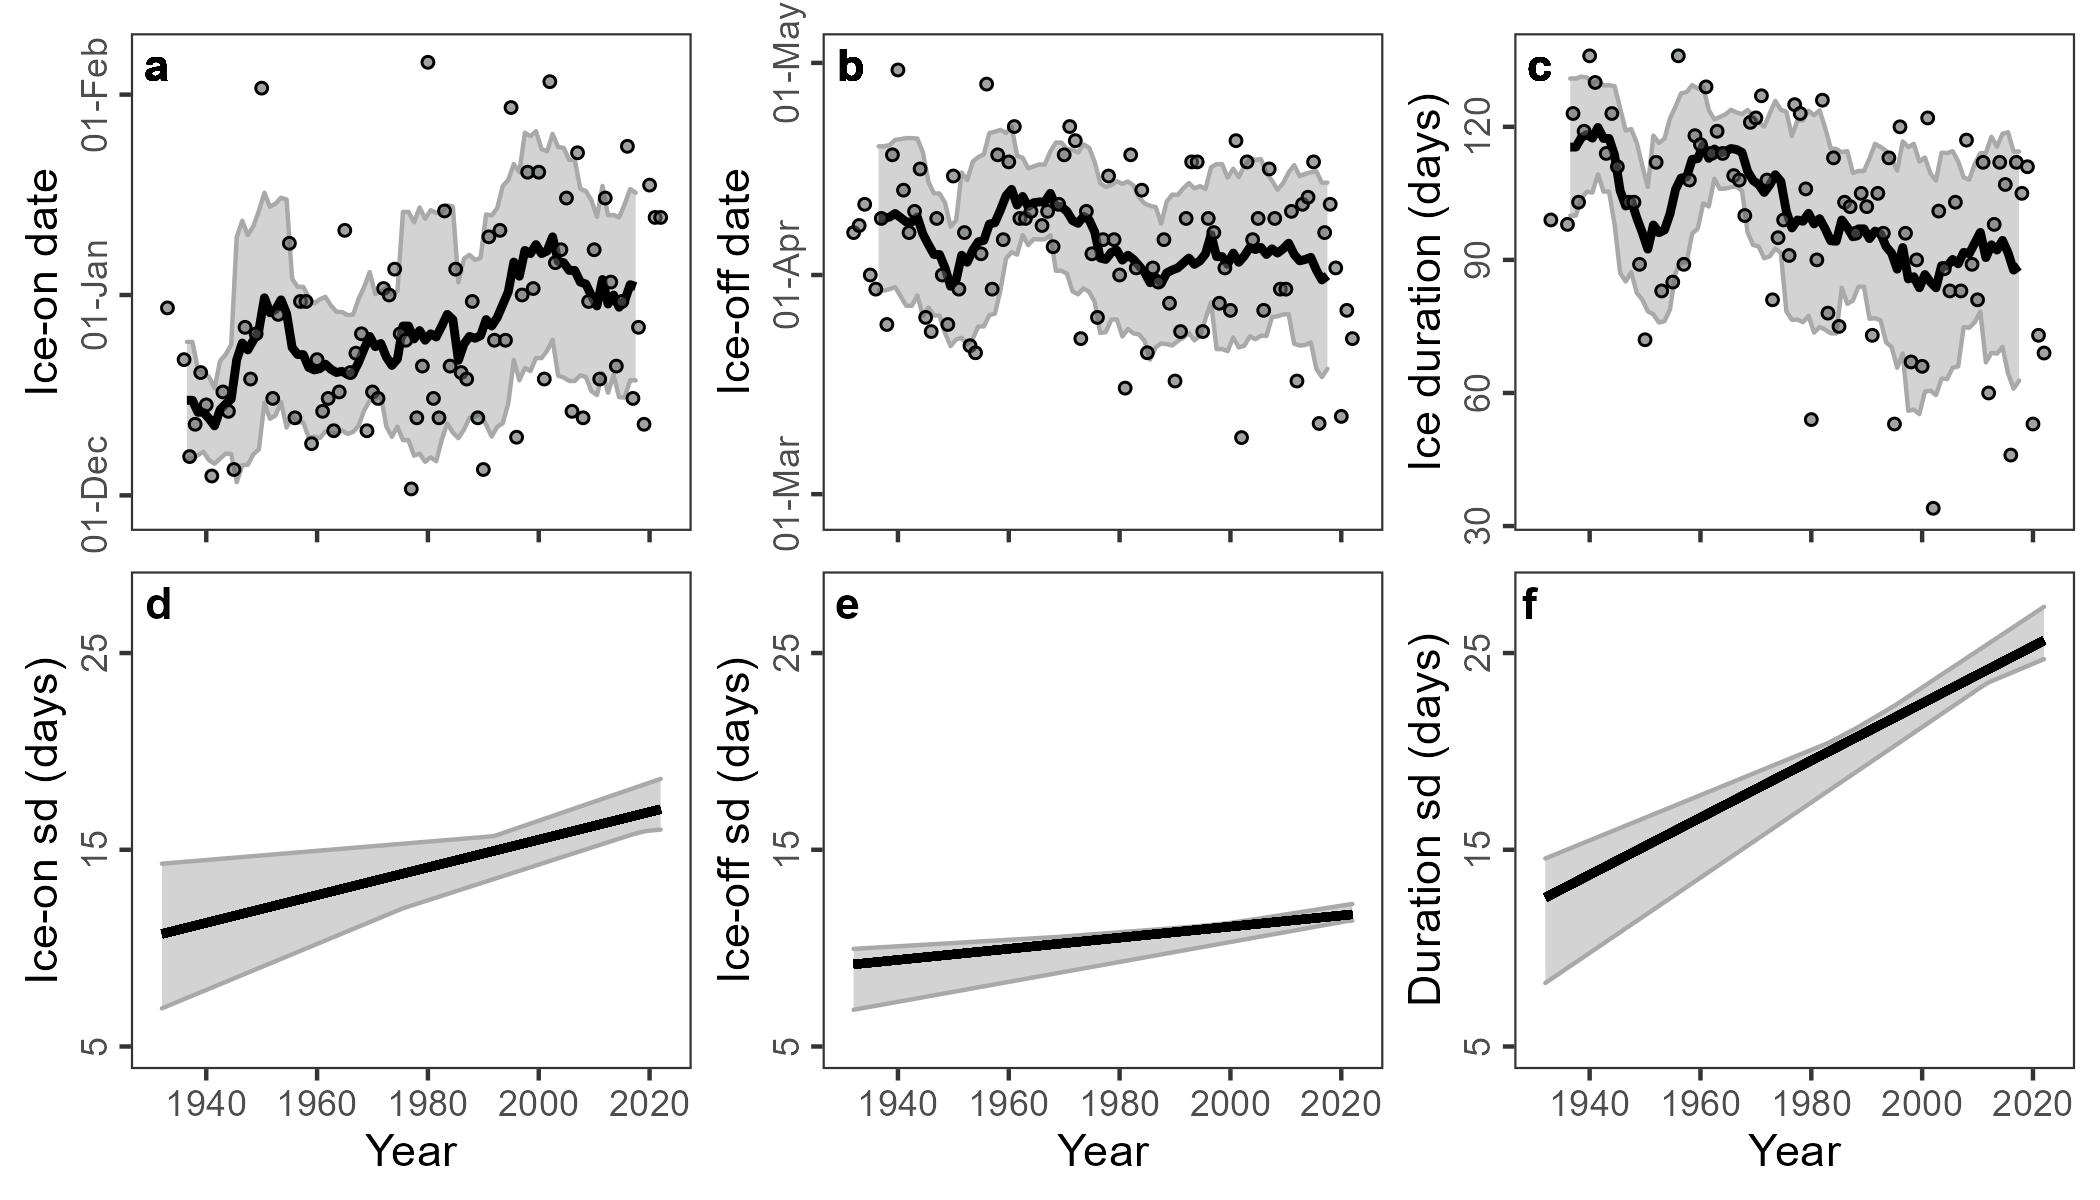 a
Ice-on date
01-Feb
01-Jan
01-Dec
b
Ice-off date
01-May
01-Apr
01-Mar
c
Ice duration (days)
120
90
60
30
d
Ice-on sd (days)
25
15
5
1940 1960 1980 2000 2020
Year
e
Ice-off sd (days)
25
15
5
1940 1960 1980 2000 2020
Year
f
Duration sd (days)
25
15
5
1940 1960 1980 2000 2020
Year